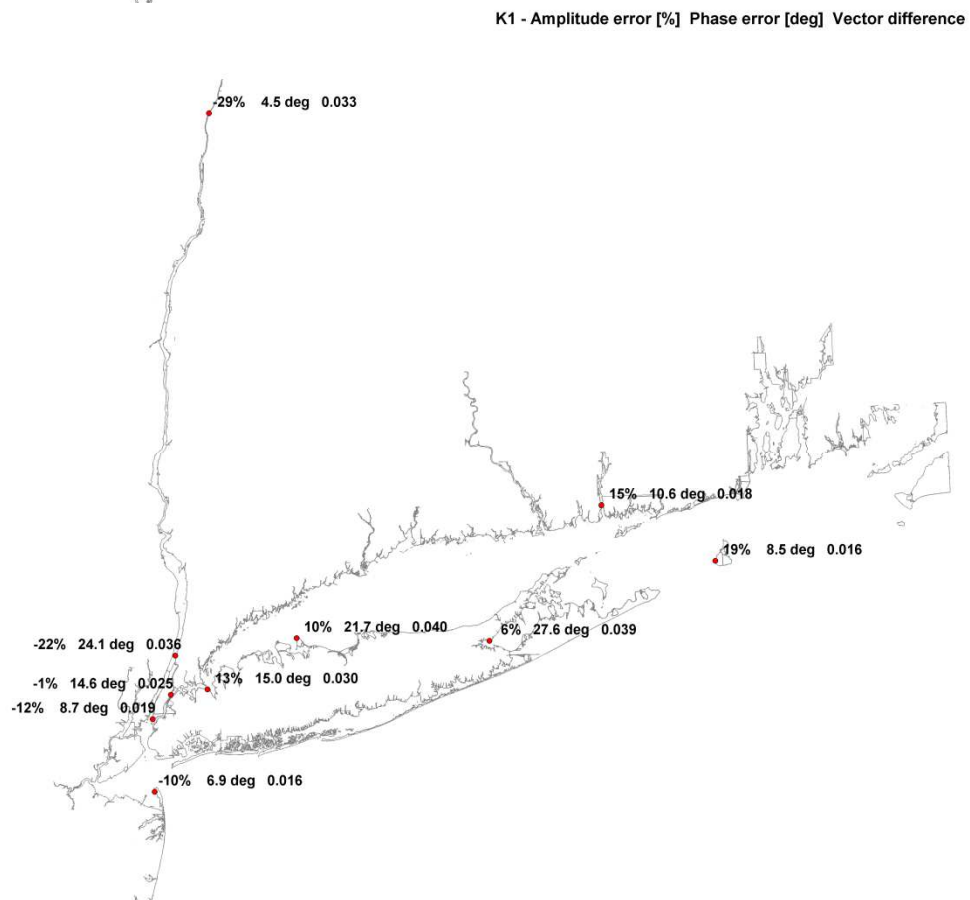 K1 - Amplitude error [%] Phase error [deg] Vector difference
-29% 4.5 deg 0.033
15% 10.6 deg 0.018
19% 8.5 deg 0.016
10% 21.7 deg 0.040
6% 27.6 deg 0.039
-22% 24.1 deg 0.036
13% 15.0 deg 0.030
-1% 14.6 deg 0.025
-12% 8.7 deg 0.019
-10% 6.9 deg 0.016